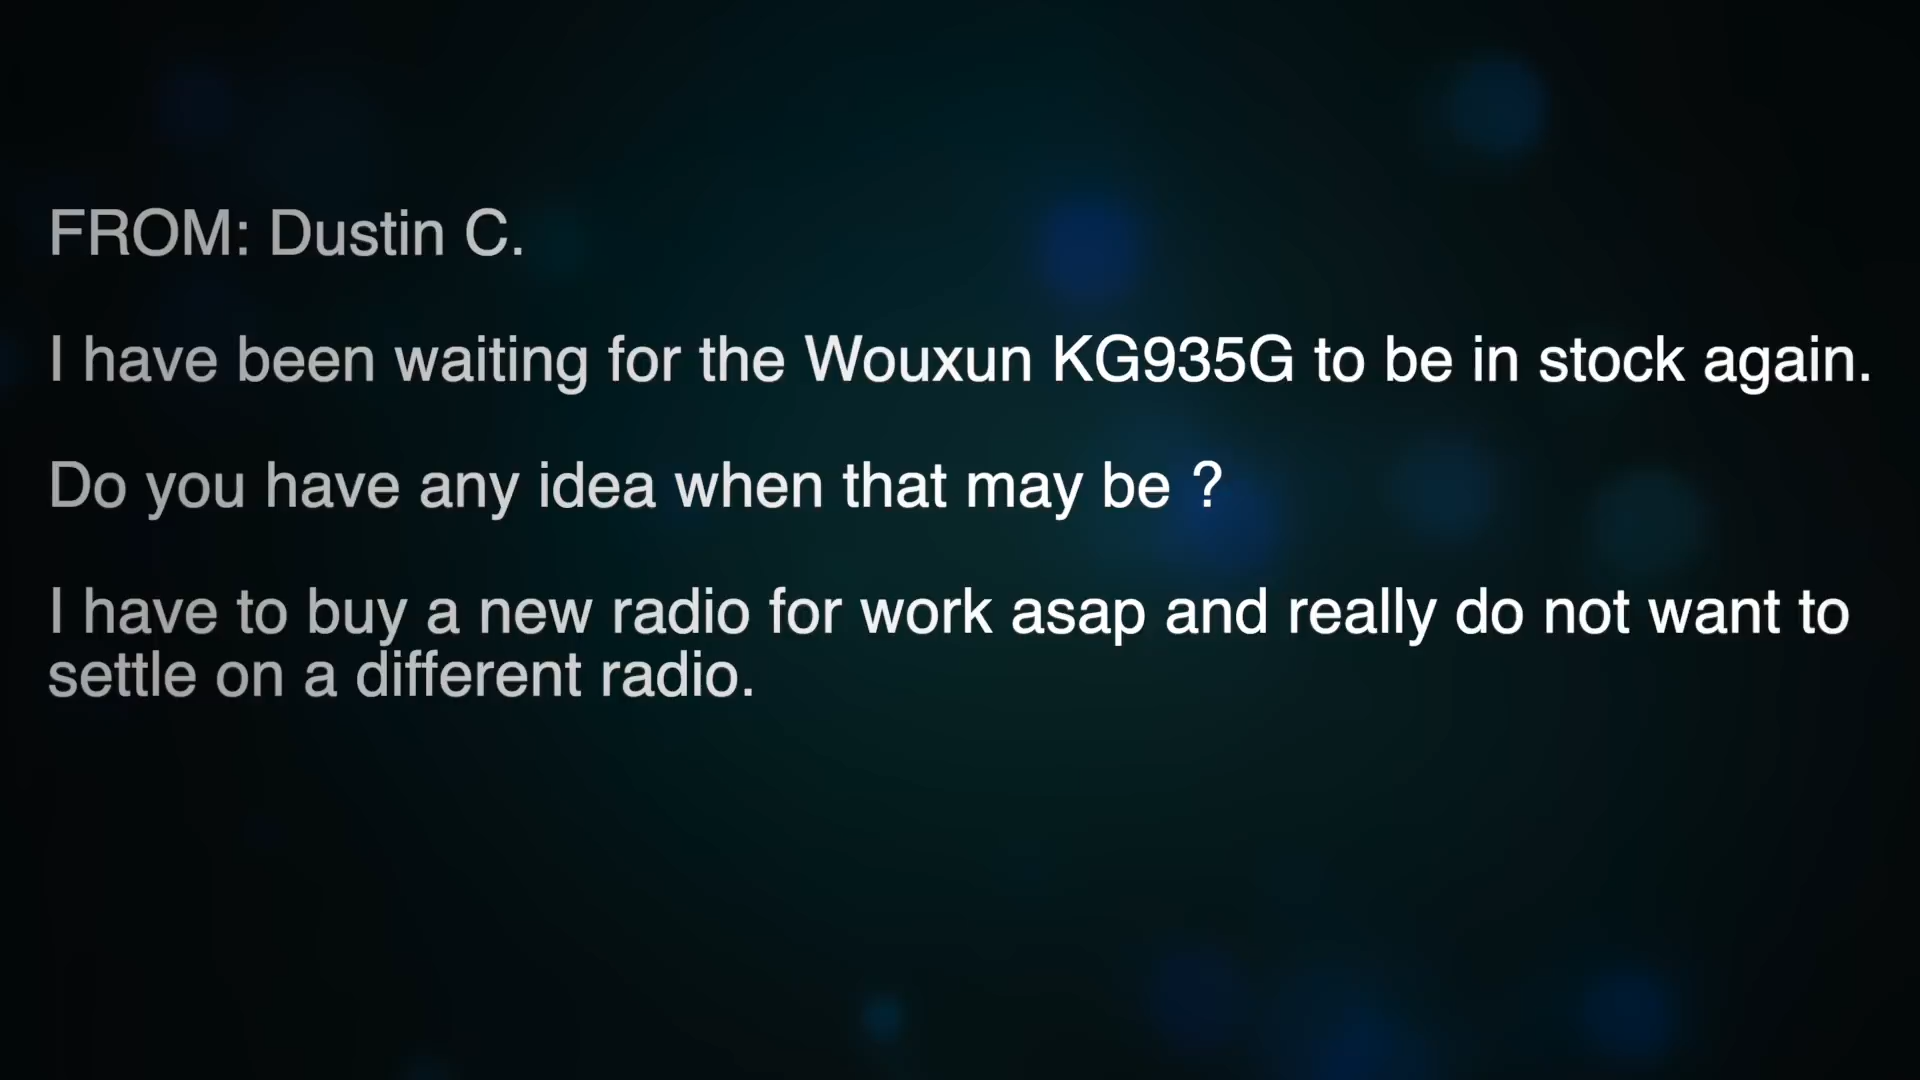 FROM: Dustin C.
I have been waiting for the Wouxun KG935G to be in stock again.
Do you have any idea when that may be ?
I have to buy a new radio for work asap and really do not want to
settle on a different radio.